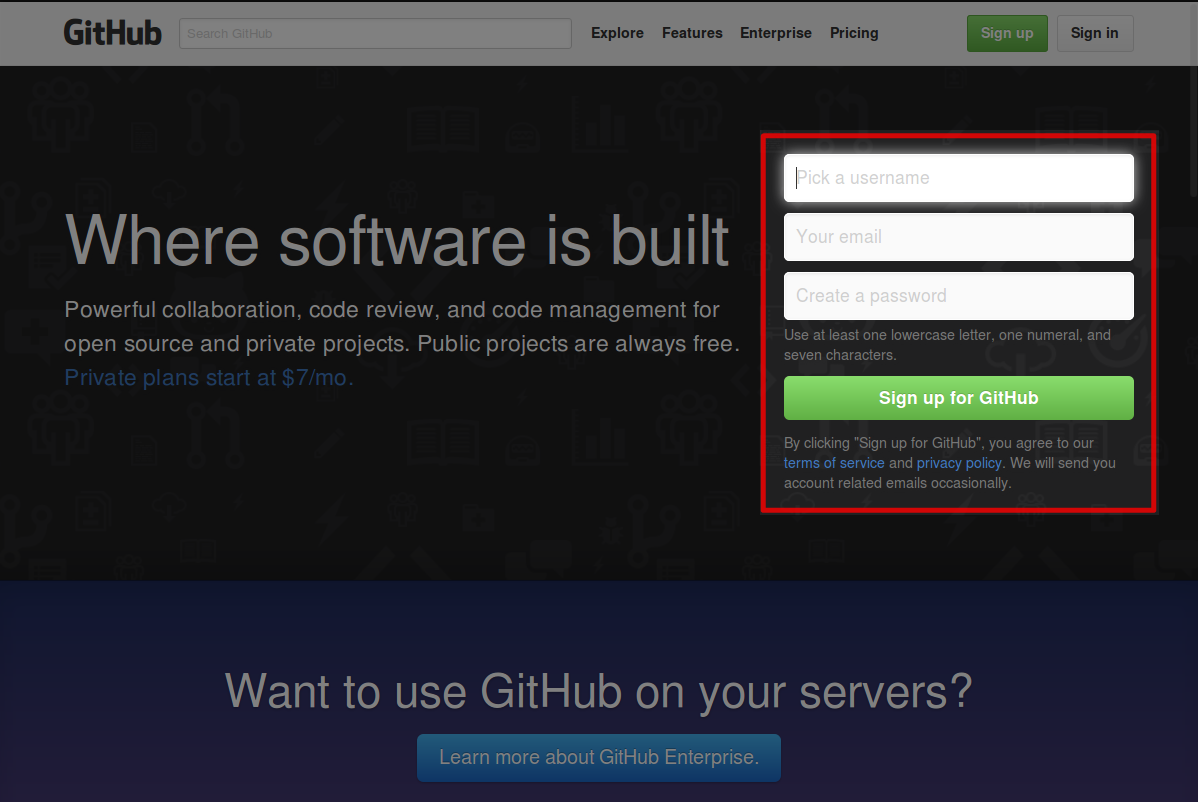 GitHub
Search GitHub
Explore Features Enterprise Pricing
Sign up Sign in
Where software is built
Powerful collaboration, code review, and code management for
open source and private projects. Public projects are always free.
Private plans start at $7/mo.
Pick a username
Your email
Create a password
Use at least one lowercase letter, one numeral, and
seven characters.
Sign up for GitHub
By clicking "Sign up for GitHub", you agree to our
terms of service and privacy policy. We will send you
account related emails occasionally.
Want to use GitHub on your servers?
Learn more about GitHub Enterprise.